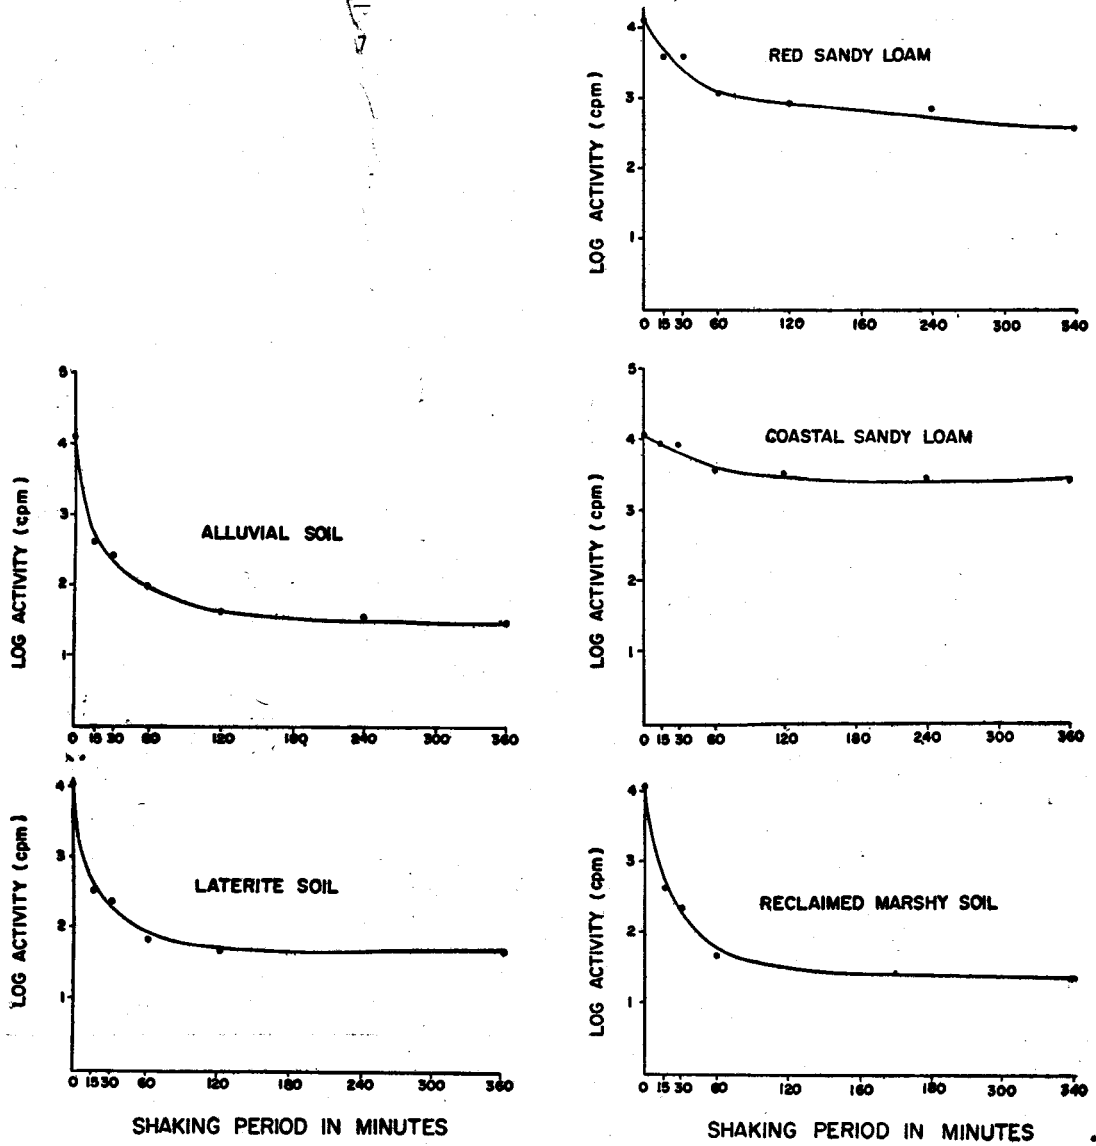 RED SANDY LOAM
LOG ACTIVITY (cpm)
4
3
2
1
0 15 30 60 120 160 240 300 340
ALLUVIAL SOIL
LOG ACTIVITY (cpm)
5
4
3
2
1
0 15 30 60 120 180 240 300 360
COASTAL SANDY LOAM
LOG ACTIVITY (cpm)
5
4
3
2
1
0 15 30 60 120 180 240 300 360
LATERITE SOIL
LOG ACTIVITY (cpm)
4
3
2
1
0 15 30 60 120 180 240 300 360
SHAKING PERIOD IN MINUTES
RECLAIMED MARSHY SOIL
LOG ACTIVITY (cpm)
4
3
2
1
0 15 30 60 120 160 180 240 340
SHAKING PERIOD IN MINUTES